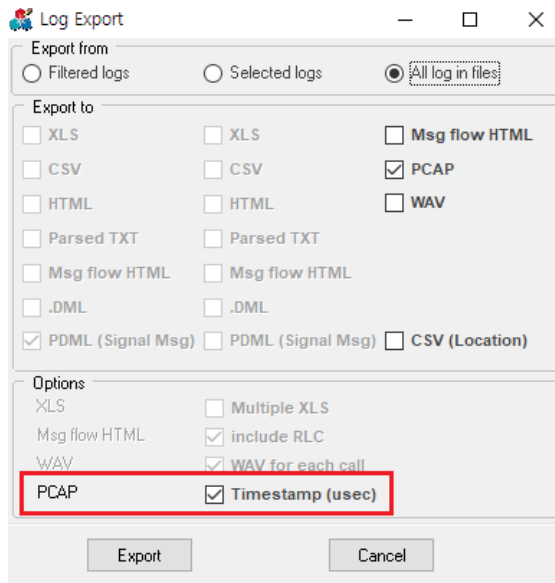 Log Export
Export from
Filtered logs Selected logs All log in files
Export to
XLS XLS Msg flow HTML
CSV CSV PCAP
HTML HTML WAV
Parsed TXT Parsed TXT
Msg flow HTML Msg flow HTML
.DML .DML
PDML (Signal Msg) PDML (Signal Msg) CSV (Location)
Options
XLS Multiple XLS
Msg flow HTML include RLC
WAV WAV for each call
PCAP Timestamp (usec)
Export Cancel